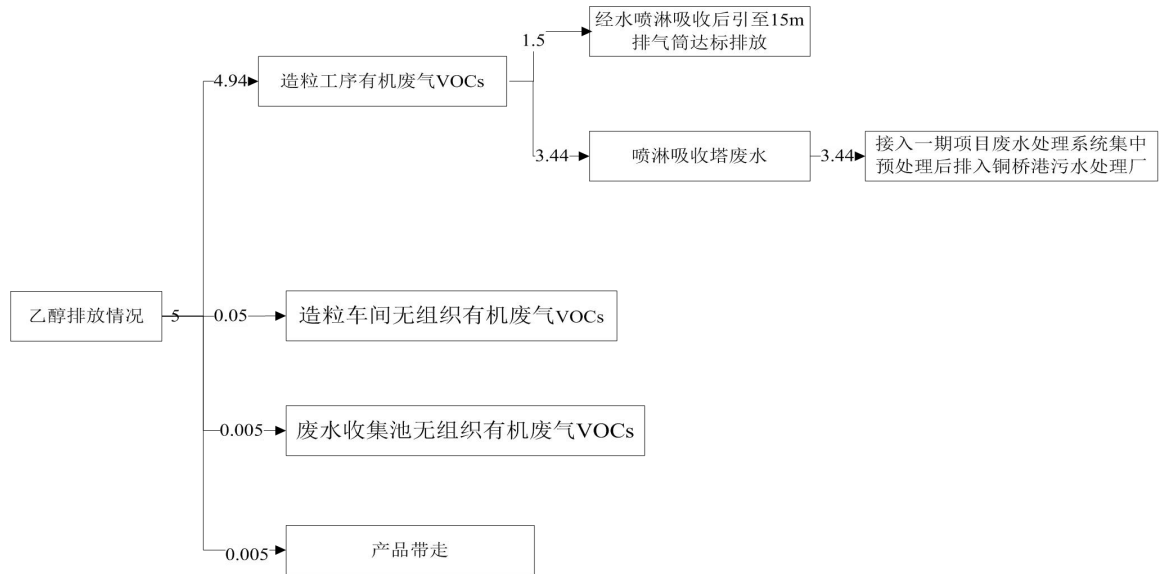 经水喷淋吸收后引至15m
排气筒达标排放
1.5
4.94
造粒工序有机废气VOCs
3.44
喷淋吸收塔废水
3.44
接入一期项目废水处理系统集中
预处理后排入铜桥港污水处理厂
乙醇排放情况
5
0.05
造粒车间无组织有机废气VOCs
0.005
废水收集池无组织有机废气VOCs
0.005
产品带走